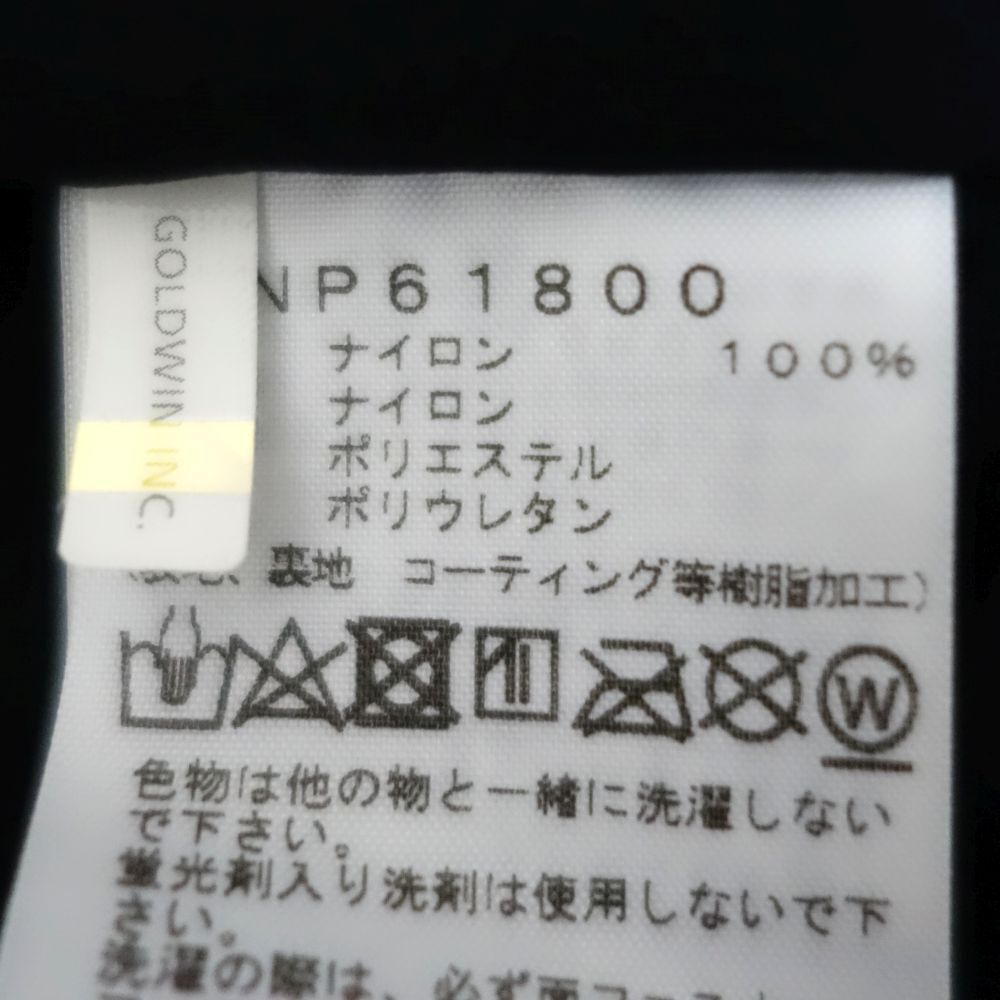 GOLDWIN INC.
NP61800
ナイロン 100%
ナイロン
ポリエステル
ポリウレタン
裏地 コーティング等樹脂加工)
W
色物は他の物と一緒に洗濯しない
で下さい。
蛍光剤入り洗剤は使用しないで下
さい。
洗濯の際は、必ず面